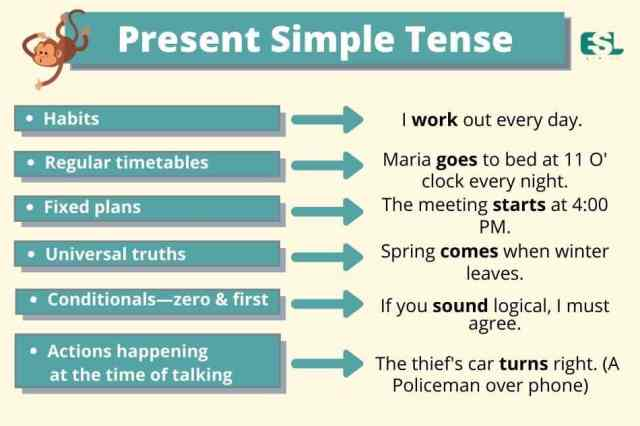 Present Simple Tense
ESL
• Habits
I work out every day.
• Regular timetables
Maria goes to bed at 11 O'
clock every night.
• Fixed plans
The meeting starts at 4:00
PM.
• Universal truths
Spring comes when winter
leaves.
• Conditionals—zero & first
If you sound logical, I must
agree.
• Actions happening
at the time of talking
The thief's car turns right. (A
Policeman over phone)